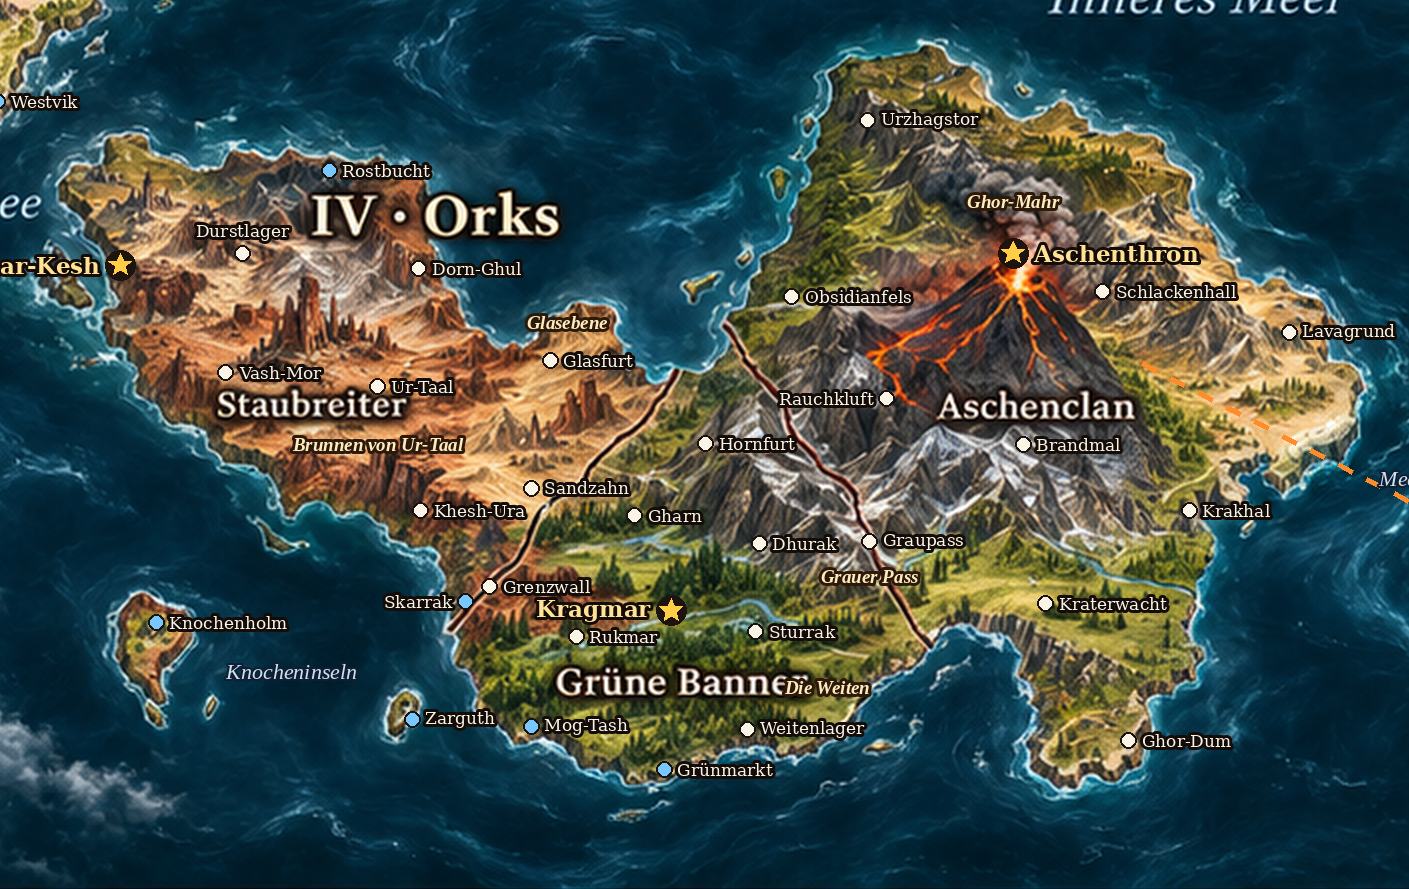 Inneres Meer
Westvik
Urzhagstor
Rostbucht
ee
IV · Orks
Ghor-Mahr
Durstlager
ar-Kesh
Dorn-Ghul
Aschenthron
Obsidianfels
Schlackenhall
Glasebene
Lavagrund
Glasfurt
Vash-Mor
Ur-Taal
Staubreiter
Rauchkluft
Aschenclan
Brunnen von Ur-Taal
Hornfurt
Brandmal
Sandzahn
Khesh-Ura
Gharn
Krakhal
Dhurak
Graupass
Grauer Pass
Grenzwall
Skarrak
Kragmar
Kraterwacht
Knochenholm
Rukmar
Sturrak
Knocheninseln
Grüne Banner
Die Weiten
Zarguth
Mog-Tash
Weitenlager
Ghor-Dum
Grünmarkt